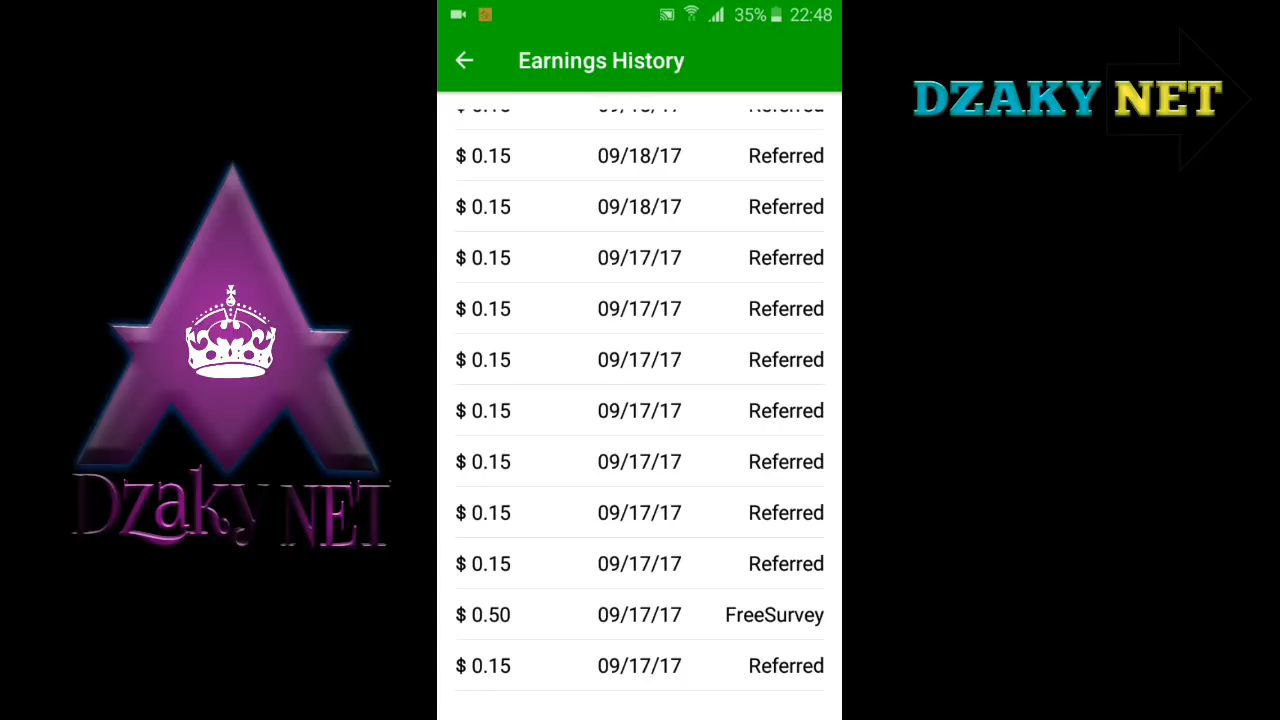 35% 22:48
Earnings History
DZAKY NET
$ 0.15 09/18/17 Referred
$ 0.15 09/18/17 Referred
$ 0.15 09/17/17 Referred
$ 0.15 09/17/17 Referred
$ 0.15 09/17/17 Referred
$ 0.15 09/17/17 Referred
$ 0.15 09/17/17 Referred
$ 0.15 09/17/17 Referred
$ 0.15 09/17/17 Referred
$ 0.50 09/17/17 FreeSurvey
$ 0.15 09/17/17 Referred
Dzaky NET